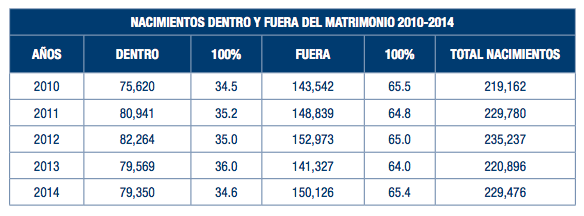 NACIMIENTOS DENTRO Y FUERA DEL MATRIMONIO 2010-2014
AÑOS DENTRO 100% FUERA 100% TOTAL NACIMIENTOS
2010 75,620 34.5 143,542 65.5 219,162
2011 80,941 35.2 148,839 64.8 229,780
2012 82,264 35.0 152,973 65.0 235,237
2013 79,569 36.0 141,327 64.0 220,896
2014 79,350 34.6 150,126 65.4 229,476